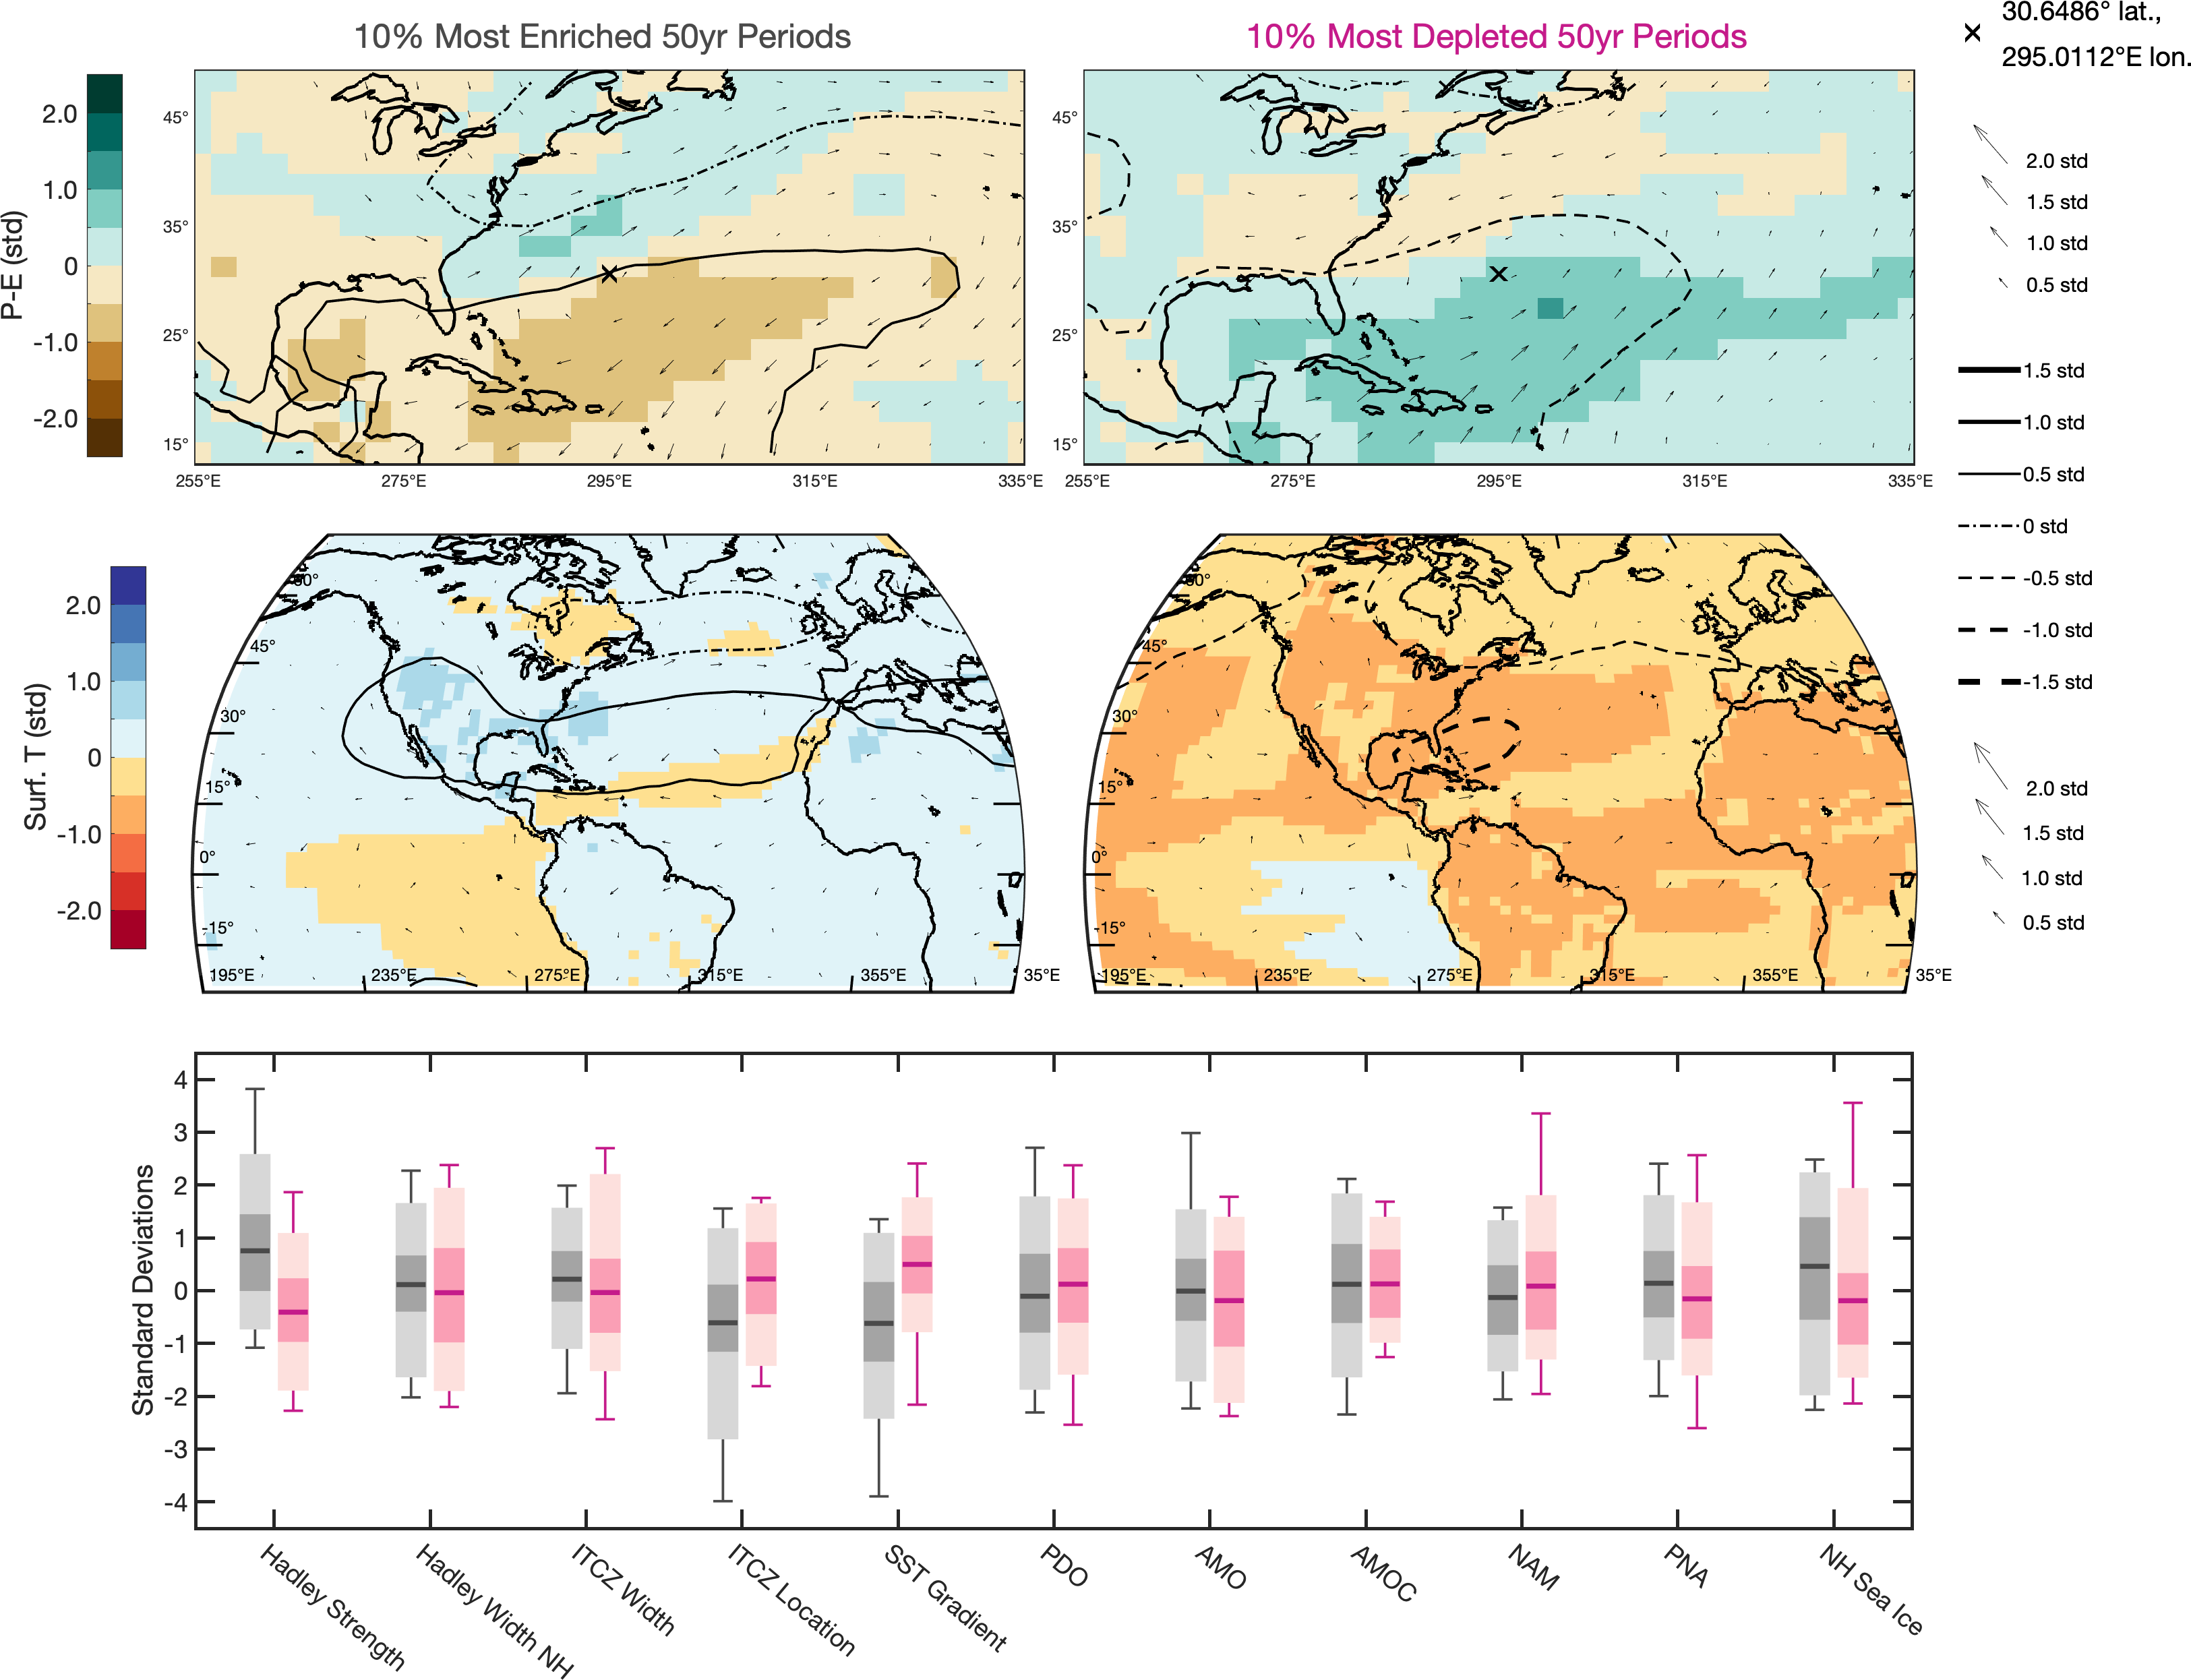 10% Most Enriched 50yr Periods
10% Most Depleted 50yr Periods
30.6486° lat.,
295.0112°E lon.
P-E (std)
2.0
1.0
0
-1.0
-2.0
45°
35°
25°
15°
255°E
275°E
295°E
315°E
335°E
45°
35°
25°
15°
255°E
275°E
295°E
315°E
335°E
2.0 std
1.5 std
1.0 std
0.5 std
1.5 std
1.0 std
0.5 std
0 std
-0.5 std
-1.0 std
-1.5 std
2.0 std
1.5 std
1.0 std
0.5 std
Surf. T (std)
2.0
1.0
0
-1.0
-2.0
60°
45°
30°
15°
0°
-15°
195°E
235°E
275°E
315°E
355°E
35°E
60°
45°
30°
15°
0°
-15°
195°E
235°E
275°E
315°E
355°E
35°E
Standard Deviations
4
3
2
1
0
-1
-2
-3
-4
Hadley Strength
Hadley Width NH
ITCZ Width
ITCZ Location
SST Gradient
PDO
AMO
AMOC
NAM
PNA
NH Sea Ice